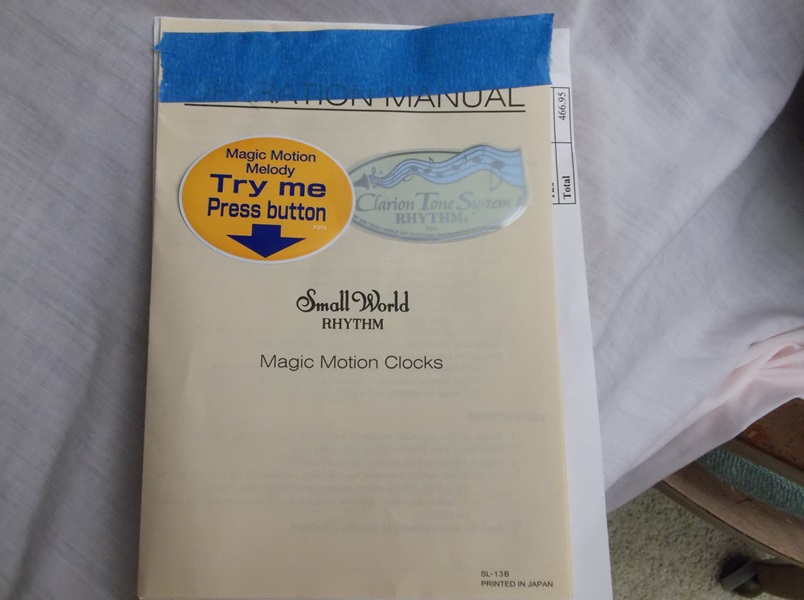 OPERATION MANUAL
Magic Motion
Melody
Try me
Press button
Clarion Tone System
RHYTHM
Small World
RHYTHM
Magic Motion Clocks
SL-13B
PRINTED IN JAPAN
466.95
Total